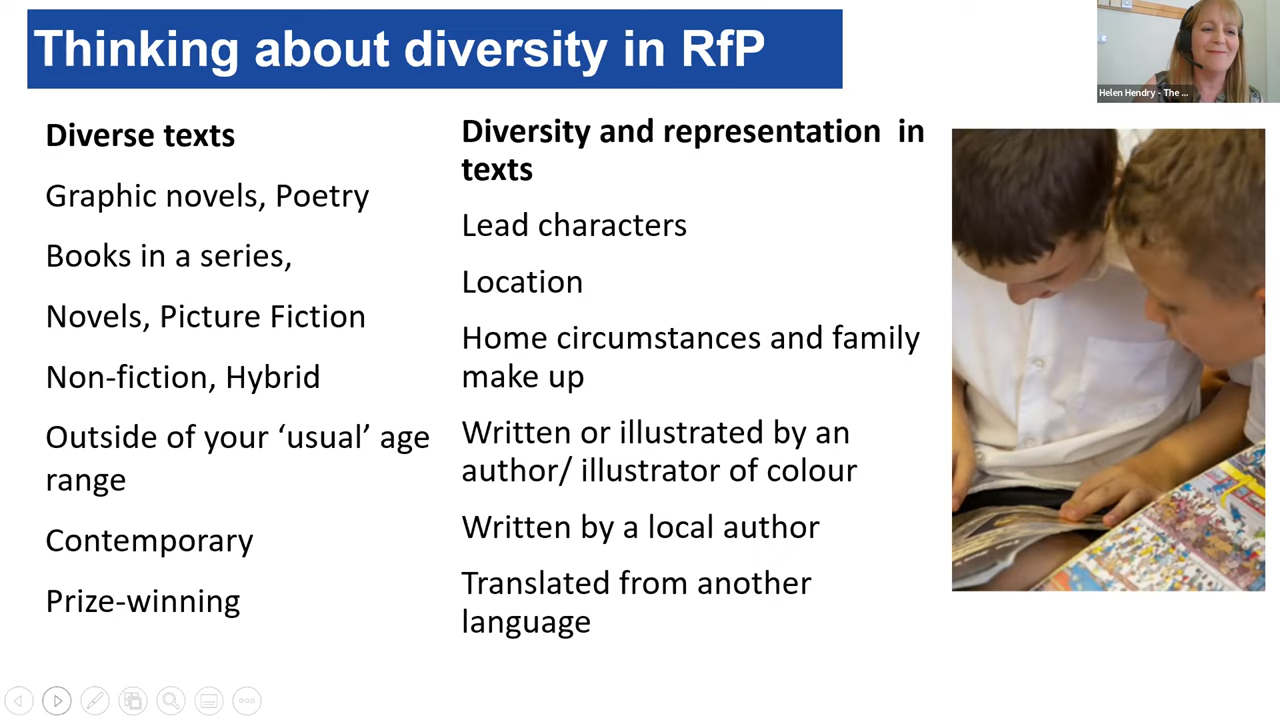 Thinking about diversity in RfP
Helen Hendry - The ...
Diverse texts
Graphic novels, Poetry
Books in a series,
Novels, Picture Fiction
Non-fiction, Hybrid
Outside of your ‘usual’ age
range
Contemporary
Prize-winning
Diversity and representation  in
texts
Lead characters
Location
Home circumstances and family
make up
Written or illustrated by an
author/ illustrator of colour
Written by a local author
Translated from another
language